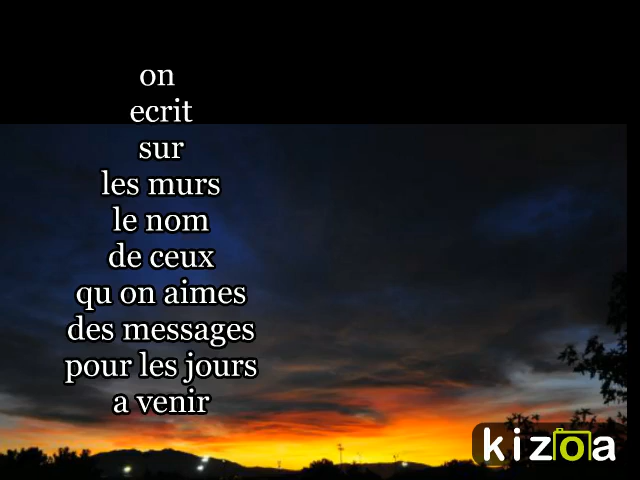 on
ecrit
sur
les murs
le nom
de ceux
qu on aimes
des messages
pour les jours
a venir
kizoa